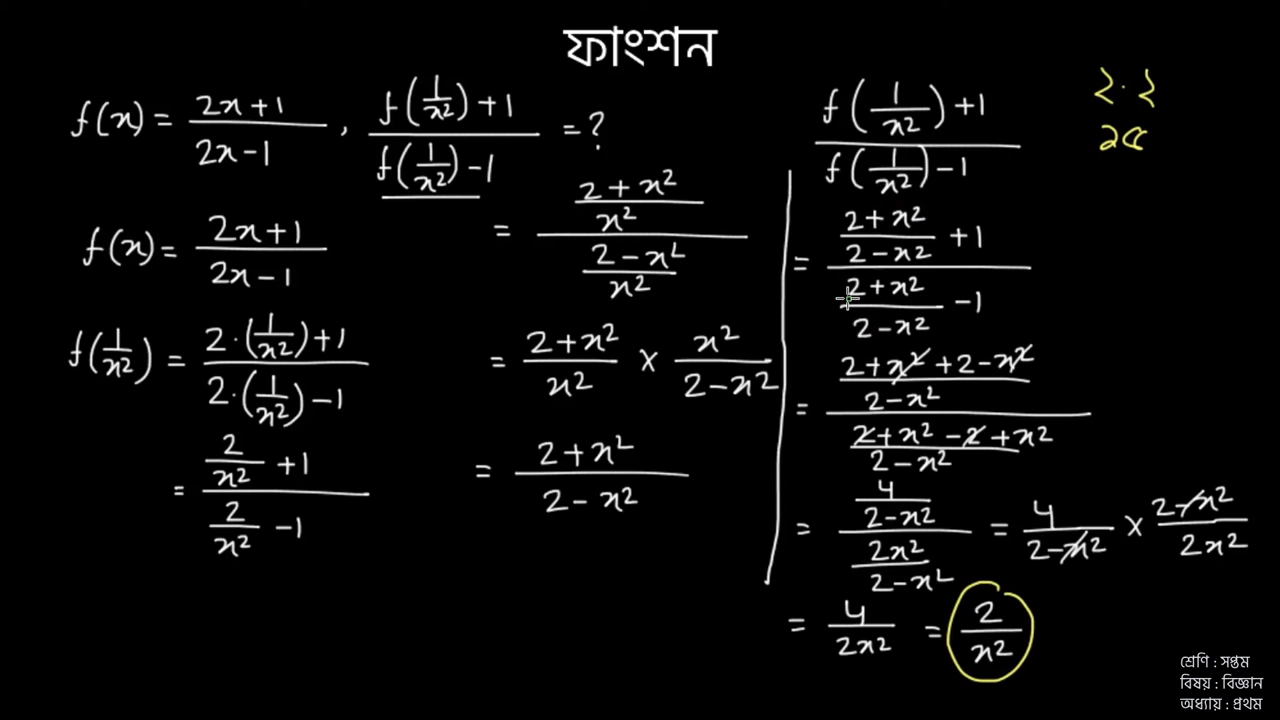 ফাংশন
f(x) = (2x+1)/(2x-1), (f(1/x²)+1)/(f(1/x²)-1) = ?
f(x) = (2x+1)/(2x-1)
f(1/x²) = (2·(1/x²)+1)/(2·(1/x²)-1)
= (2/x² +1)/(2/x² -1)
= ((2+x²)/x²)/((2-x²)/x²)
= (2+x²)/x² × x²/(2-x²)
= (2+x²)/(2-x²)
(f(1/x²)+1)/(f(1/x²)-1)
= ((2+x²)/(2-x²) +1)/((2+x²)/(2-x²) -1)
= ((2+x²+2-x²)/(2-x²))/((2+x²-2+x²)/(2-x²))
= (4/(2-x²))/(2x²/(2-x²)) = 4/(2-x²) × (2-x²)/2x²
= 4/2x² = 2/x²
২·২
২৫
শ্রেণি : সপ্তম
বিষয় : বিজ্ঞান
অধ্যায় : প্রথম